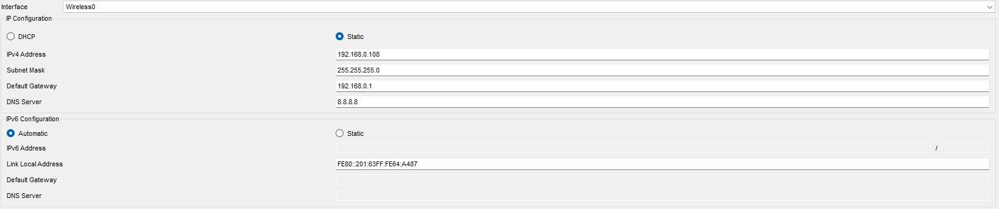 Interface Wireless0
IP Configuration
DHCP Static
IPv4 Address 192.168.0.108
Subnet Mask 255.255.255.0
Default Gateway 192.168.0.1
DNS Server 8.8.8.8
IPv6 Configuration
Automatic Static
IPv6 Address /
Link Local Address FE80::201:63FF:FE64:A487
Default Gateway
DNS Server